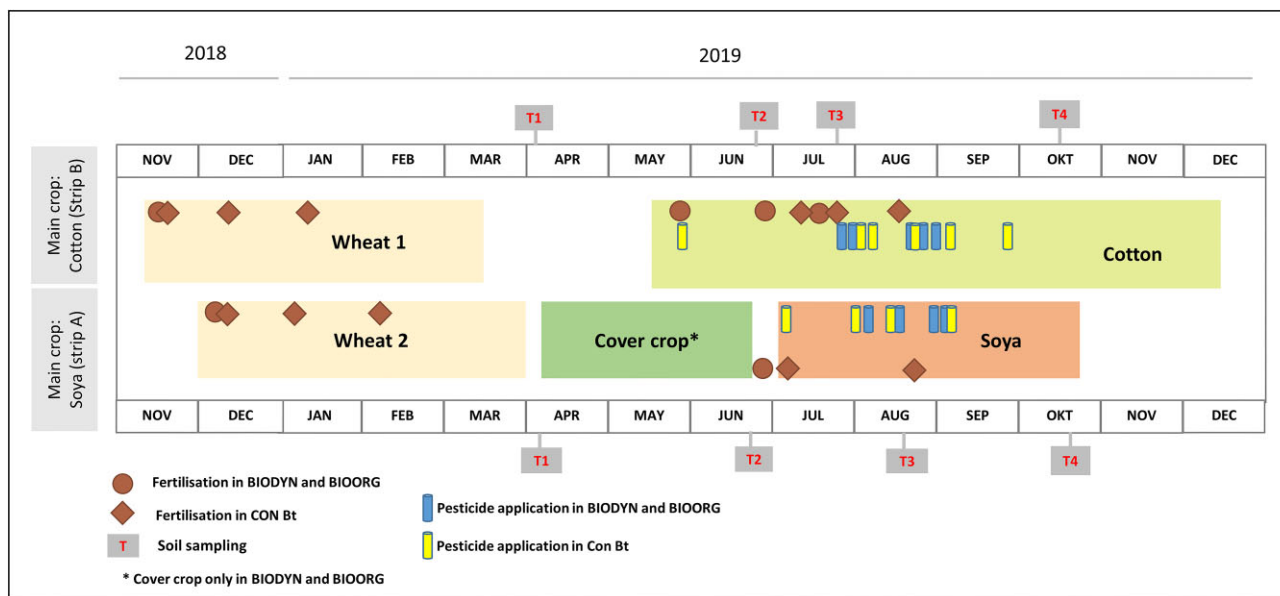 2018
2019
T1
T2
T3
T4
Main crop:
Cotton (Strip B)
NOV DEC JAN FEB MAR APR MAY JUN JUL AUG SEP OKT NOV DEC
Wheat 1
Cotton
Main crop:
Soya (strip A)
Wheat 2
Cover crop*
Soya
NOV DEC JAN FEB MAR APR MAY JUN JUL AUG SEP OKT NOV DEC
T1
T2
T3
T4
Fertilisation in BIODYN and BIOORG
Fertilisation in CON Bt
T Soil sampling
* Cover crop only in BIODYN and BIOORG
Pesticide application in BIODYN and BIOORG
Pesticide application in Con Bt